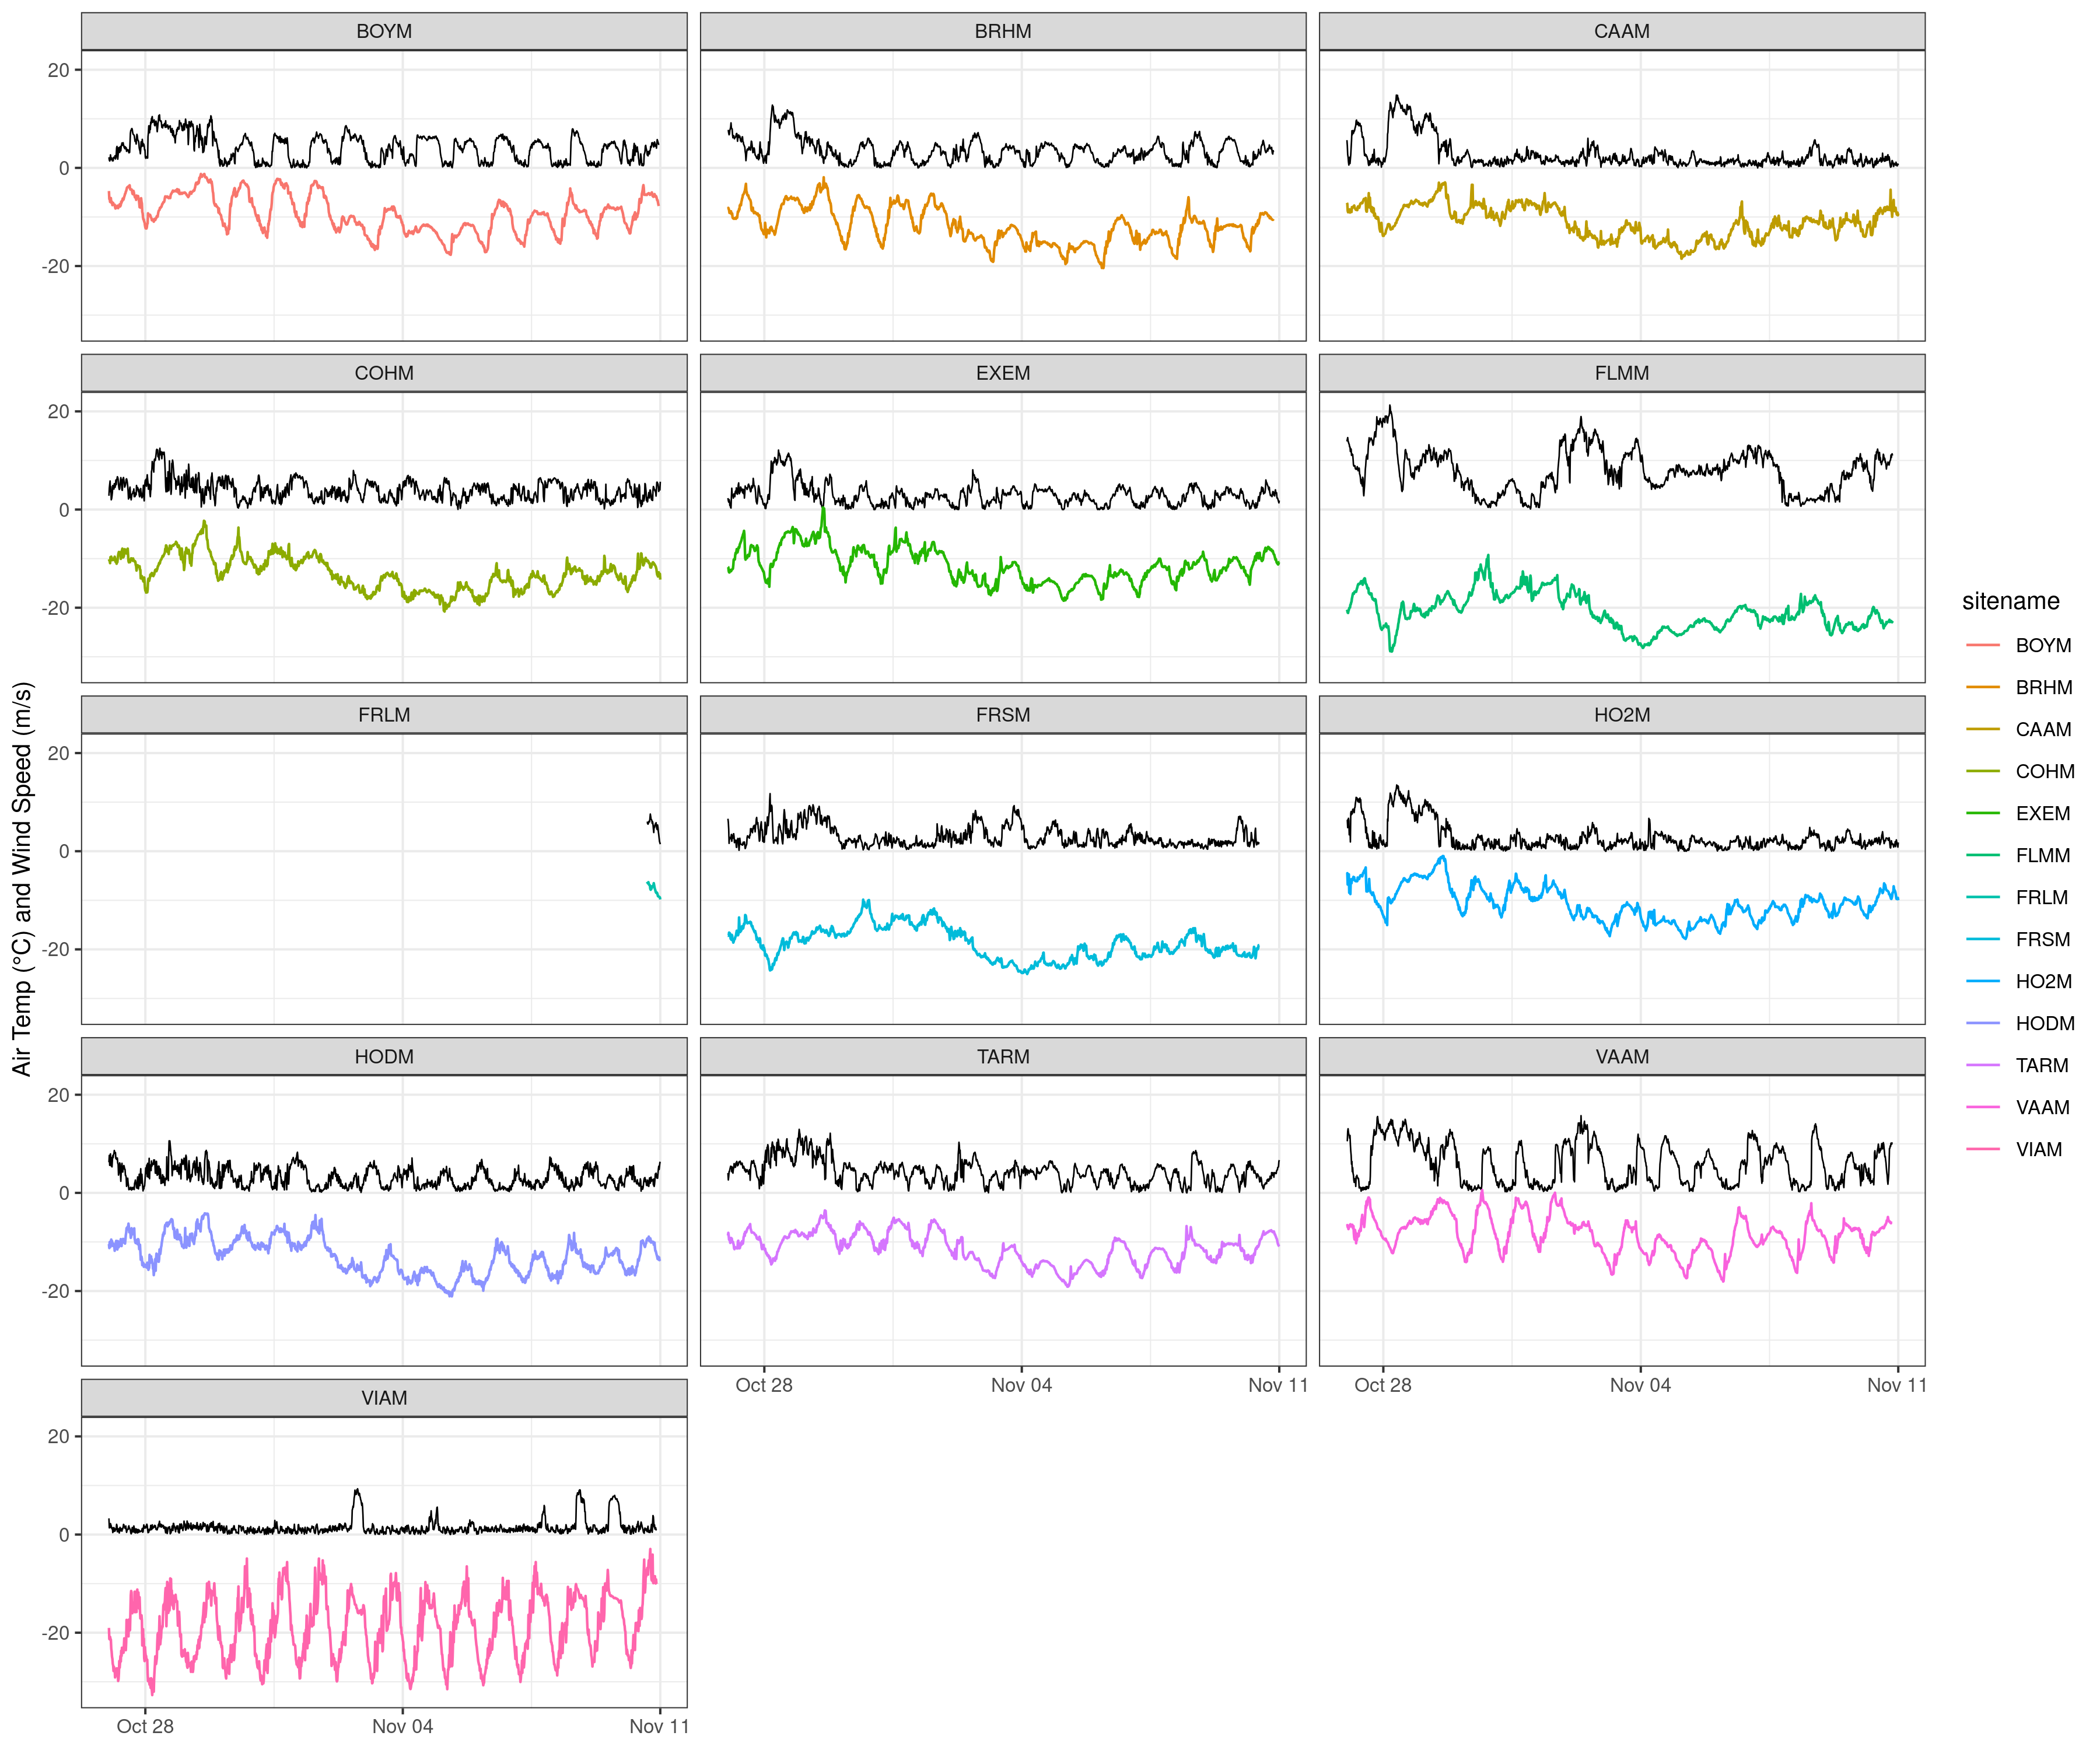 BOYM BRHM CAAM
20
0
-20
COHM EXEM FLMM
20
0
-20
FRLM FRSM HO2M
20
0
-20
HODM TARM VAAM
20
0
-20
Oct 28 Nov 04 Nov 11 Oct 28 Nov 04 Nov 11
VIAM
20
0
-20
Oct 28 Nov 04 Nov 11
Air Temp (°C) and Wind Speed (m/s)
sitename
BOYM
BRHM
CAAM
COHM
EXEM
FLMM
FRLM
FRSM
HO2M
HODM
TARM
VAAM
VIAM